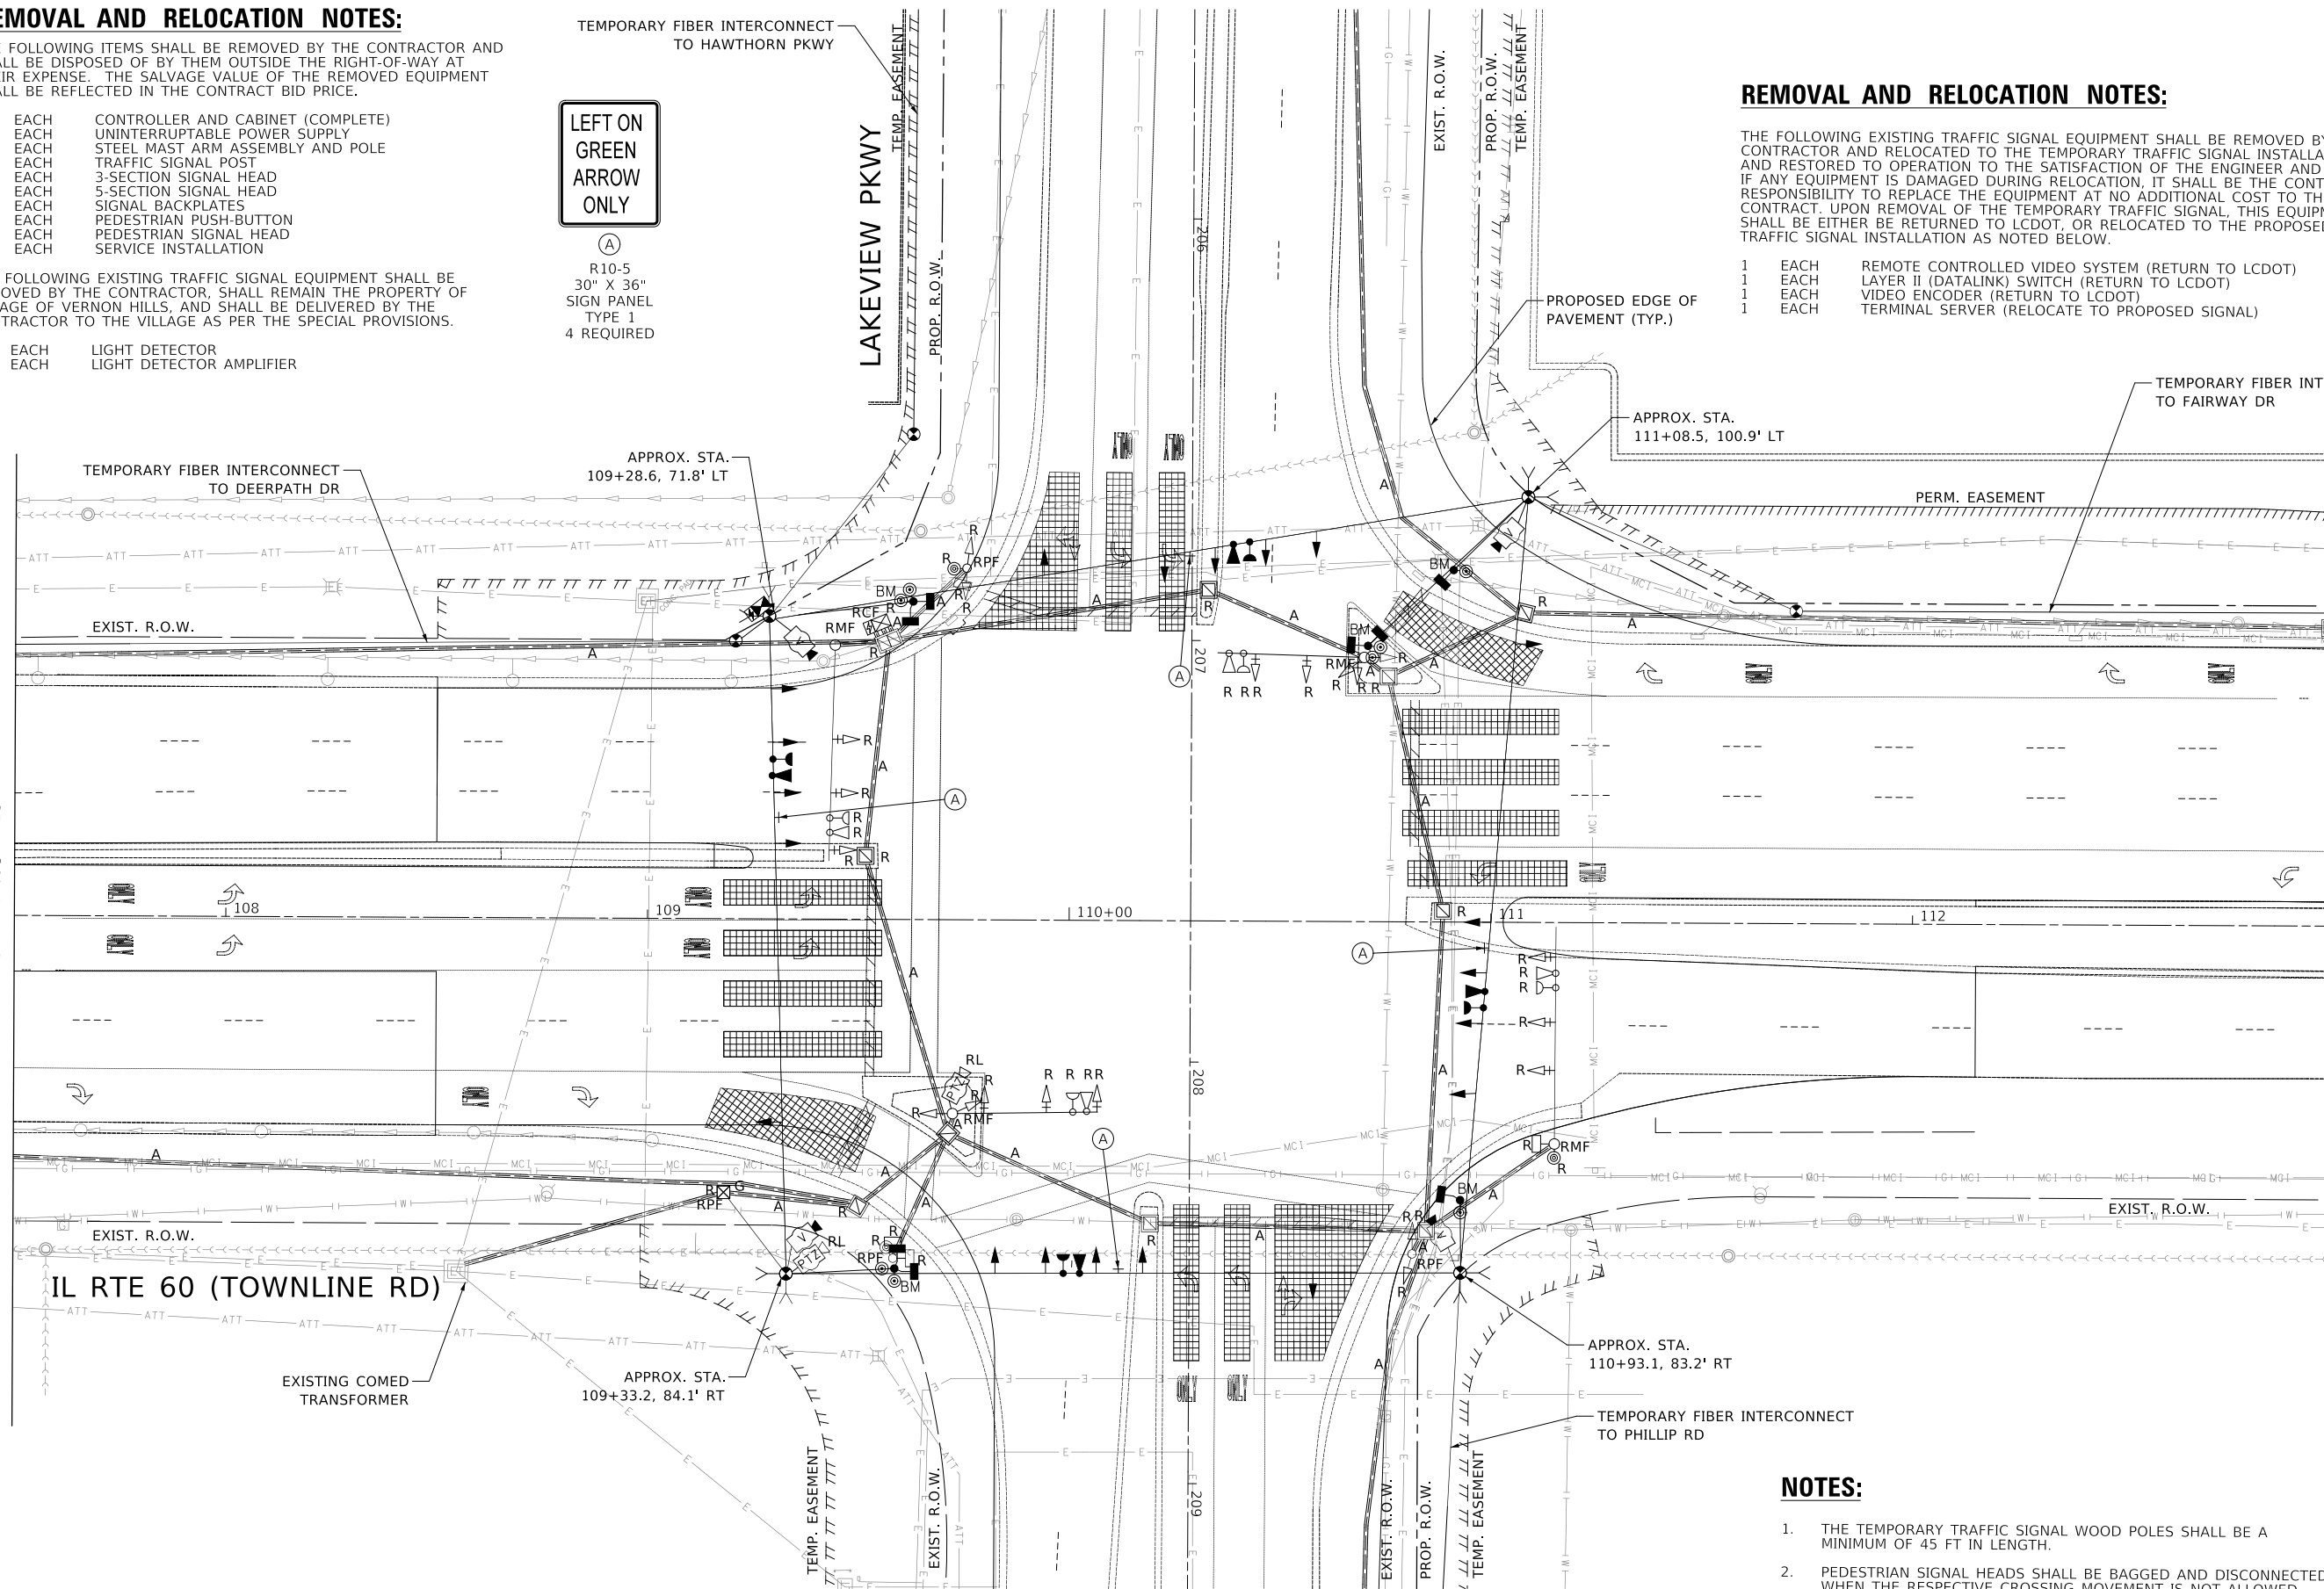 REMOVAL AND RELOCATION NOTES:
FOLLOWING ITEMS SHALL BE REMOVED BY THE CONTRACTOR AND
BE DISPOSED OF BY THEM OUTSIDE THE RIGHT-OF-WAY AT
EXPENSE. THE SALVAGE VALUE OF THE REMOVED EQUIPMENT
BE REFLECTED IN THE CONTRACT BID PRICE.
EACH CONTROLLER AND CABINET (COMPLETE)
EACH UNINTERRUPTABLE POWER SUPPLY
EACH STEEL MAST ARM ASSEMBLY AND POLE
EACH TRAFFIC SIGNAL POST
EACH 3-SECTION SIGNAL HEAD
EACH 5-SECTION SIGNAL HEAD
EACH SIGNAL BACKPLATES
EACH PEDESTRIAN PUSH-BUTTON
EACH PEDESTRIAN SIGNAL HEAD
EACH SERVICE INSTALLATION
FOLLOWING EXISTING TRAFFIC SIGNAL EQUIPMENT SHALL BE
BY THE CONTRACTOR, SHALL REMAIN THE PROPERTY OF
OF VERNON HILLS, AND SHALL BE DELIVERED BY THE
TO THE VILLAGE AS PER THE SPECIAL PROVISIONS.
EACH LIGHT DETECTOR
EACH LIGHT DETECTOR AMPLIFIER
TEMPORARY FIBER INTERCONNECT
TO HAWTHORN PKWY
LEFT ON
GREEN
ARROW
ONLY
A
R10-5
30" X 36"
SIGN PANEL
TYPE 1
4 REQUIRED
LAKEVIEW PKWY
TEMP. EASEMENT
PROP. R.O.W.
EXIST. R.O.W.
PROP. R.O.W.
TEMP. EASEMENT
REMOVAL AND RELOCATION NOTES:
THE FOLLOWING EXISTING TRAFFIC SIGNAL EQUIPMENT SHALL BE REMOVED BY
CONTRACTOR AND RELOCATED TO THE TEMPORARY TRAFFIC SIGNAL
AND RESTORED TO OPERATION TO THE SATISFACTION OF THE ENGINEER AND
IF ANY EQUIPMENT IS DAMAGED DURING RELOCATION, IT SHALL BE THE
RESPONSIBILITY TO REPLACE THE EQUIPMENT AT NO ADDITIONAL COST TO
CONTRACT. UPON REMOVAL OF THE TEMPORARY TRAFFIC SIGNAL, THIS
SHALL BE EITHER BE RETURNED TO LCDOT, OR RELOCATED TO THE
TRAFFIC SIGNAL INSTALLATION AS NOTED BELOW.
1 EACH REMOTE CONTROLLED VIDEO SYSTEM (RETURN TO LCDOT)
1 EACH LAYER II (DATALINK) SWITCH (RETURN TO LCDOT)
1 EACH VIDEO ENCODER (RETURN TO LCDOT)
1 EACH TERMINAL SERVER (RELOCATE TO PROPOSED SIGNAL)
PROPOSED EDGE OF
PAVEMENT (TYP.)
TEMPORARY FIBER
TO FAIRWAY DR
APPROX. STA.
111+08.5, 100.9' LT
APPROX. STA.
109+28.6, 71.8' LT
TEMPORARY FIBER INTERCONNECT
TO DEERPATH DR
PERM. EASEMENT
EXIST. R.O.W.
206
207
108
109
110+00
111
112
208
209
EXIST. R.O.W.
IL RTE 60 (TOWNLINE RD)
EXISTING COMED
TRANSFORMER
APPROX. STA.
109+33.2, 84.1' RT
APPROX. STA.
110+93.1, 83.2' RT
TEMPORARY FIBER INTERCONNECT
TO PHILLIP RD
EXIST. R.O.W.
TEMP. EASEMENT
EXIST. R.O.W.
EXIST. R.O.W.
PROP. R.O.W.
TEMP. EASEMENT
NOTES:
1. THE TEMPORARY TRAFFIC SIGNAL WOOD POLES SHALL BE A
MINIMUM OF 45 FT IN LENGTH.
2. PEDESTRIAN SIGNAL HEADS SHALL BE BAGGED AND DISCONNECTED
WHEN THE RESPECTIVE CROSSING MOVEMENT IS NOT ALLOWED